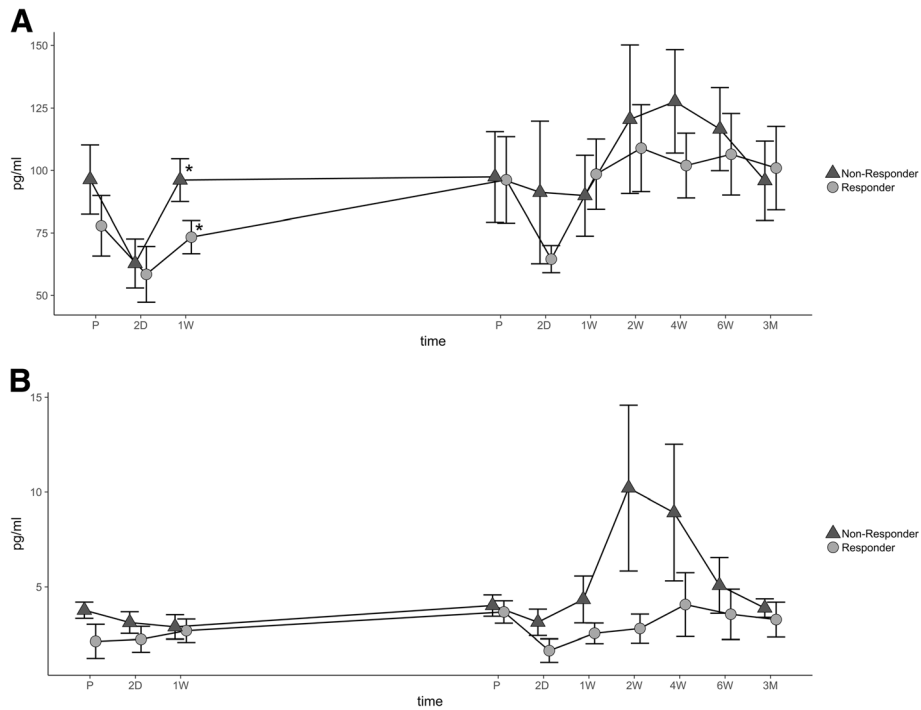 A
150
125
100
75
50
pg/ml
* *
P 2D 1W P 2D 1W 2W 4W 6W 3M
time
Non-Responder
Responder
B
15
10
5
pg/ml
P 2D 1W P 2D 1W 2W 4W 6W 3M
time
Non-Responder
Responder